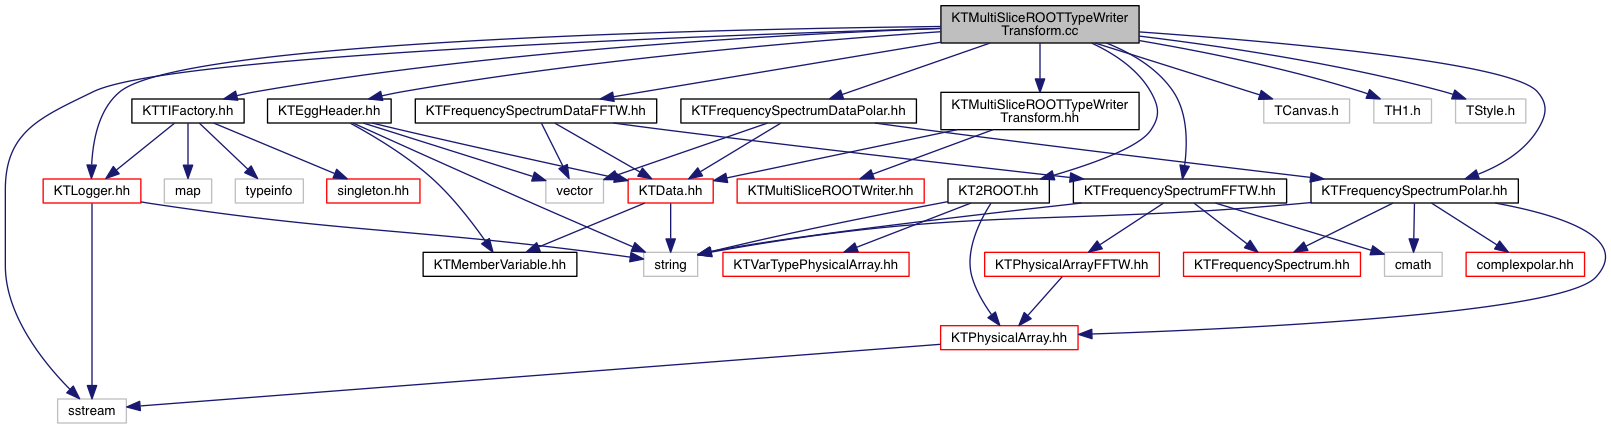 KTMultiSliceROOTTypeWriter
Transform.cc
KTTIFactory.hh
KTEggHeader.hh
KTFrequencySpectrumDataFFTW.hh
KTFrequencySpectrumDataPolar.hh
KTMultiSliceROOTTypeWriter
Transform.hh
TCanvas.h
TH1.h
TStyle.h
KTLogger.hh
map
typeinfo
singleton.hh
vector
KTData.hh
KTMultiSliceROOTWriter.hh
KT2ROOT.hh
KTFrequencySpectrumFFTW.hh
KTFrequencySpectrumPolar.hh
KTMemberVariable.hh
string
KTVarTypePhysicalArray.hh
KTPhysicalArrayFFTW.hh
KTFrequencySpectrum.hh
cmath
complexpolar.hh
KTPhysicalArray.hh
sstream